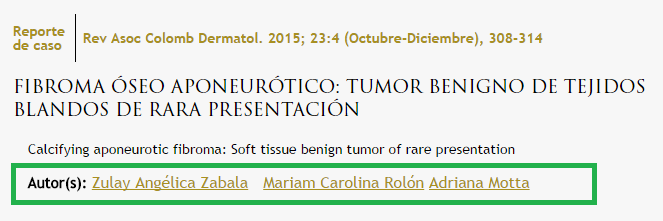 Reporte
de caso
Rev Asoc Colomb Dermatol. 2015; 23:4 (Octubre-Diciembre), 308-314
FIBROMA ÓSEO APONEURÓTICO: TUMOR BENIGNO DE TEJIDOS
BLANDOS DE RARA PRESENTACIÓN
Calcifying aponeurotic fibroma: Soft tissue benign tumor of rare presentation
Autor(s): Zulay Angélica Zabala Mariam Carolina Rolón Adriana Motta